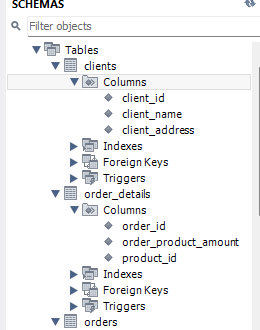 SCHEMAS
Filter objects
Tables
clients
Columns
client_id
client_name
client_address
Indexes
Foreign Keys
Triggers
order_details
Columns
order_id
order_product_amount
product_id
Indexes
Foreign Keys
Triggers
orders